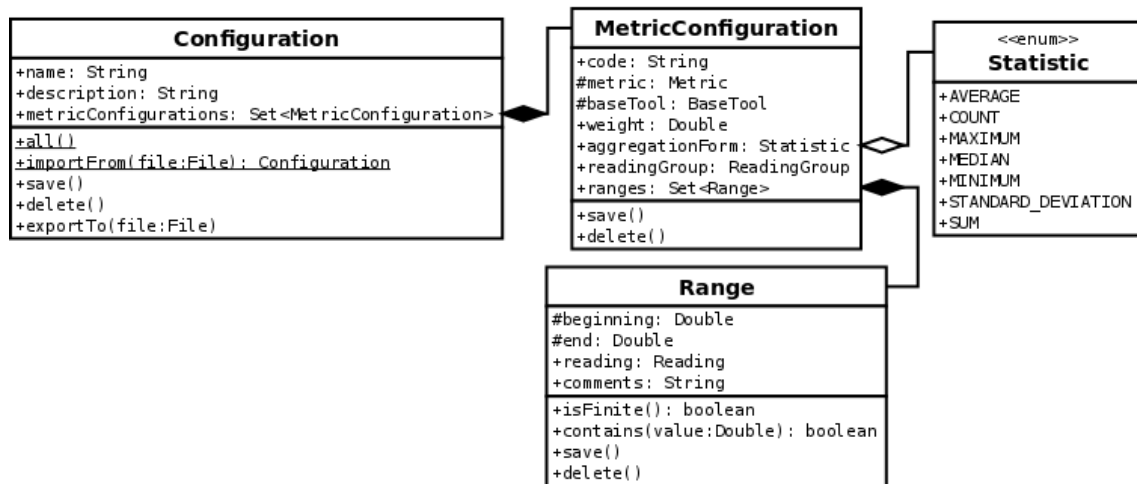 Configuration
+name: String
+description: String
+metricConfigurations: Set<MetricConfiguration>
+all()
+importFrom(file:File): Configuration
+save()
+delete()
+exportTo(file:File)
MetricConfiguration
+code: String
#metric: Metric
#baseTool: BaseTool
+weight: Double
+aggregationForm: Statistic
+readingGroup: ReadingGroup
+ranges: Set<Range>
+save()
+delete()
<<enum>>
Statistic
+AVERAGE
+COUNT
+MAXIMUM
+MEDIAN
+MINIMUM
+STANDARD_DEVIATION
+SUM
Range
#beginning: Double
#end: Double
+reading: Reading
+comments: String
+isFinite(): boolean
+contains(value:Double): boolean
+save()
+delete()